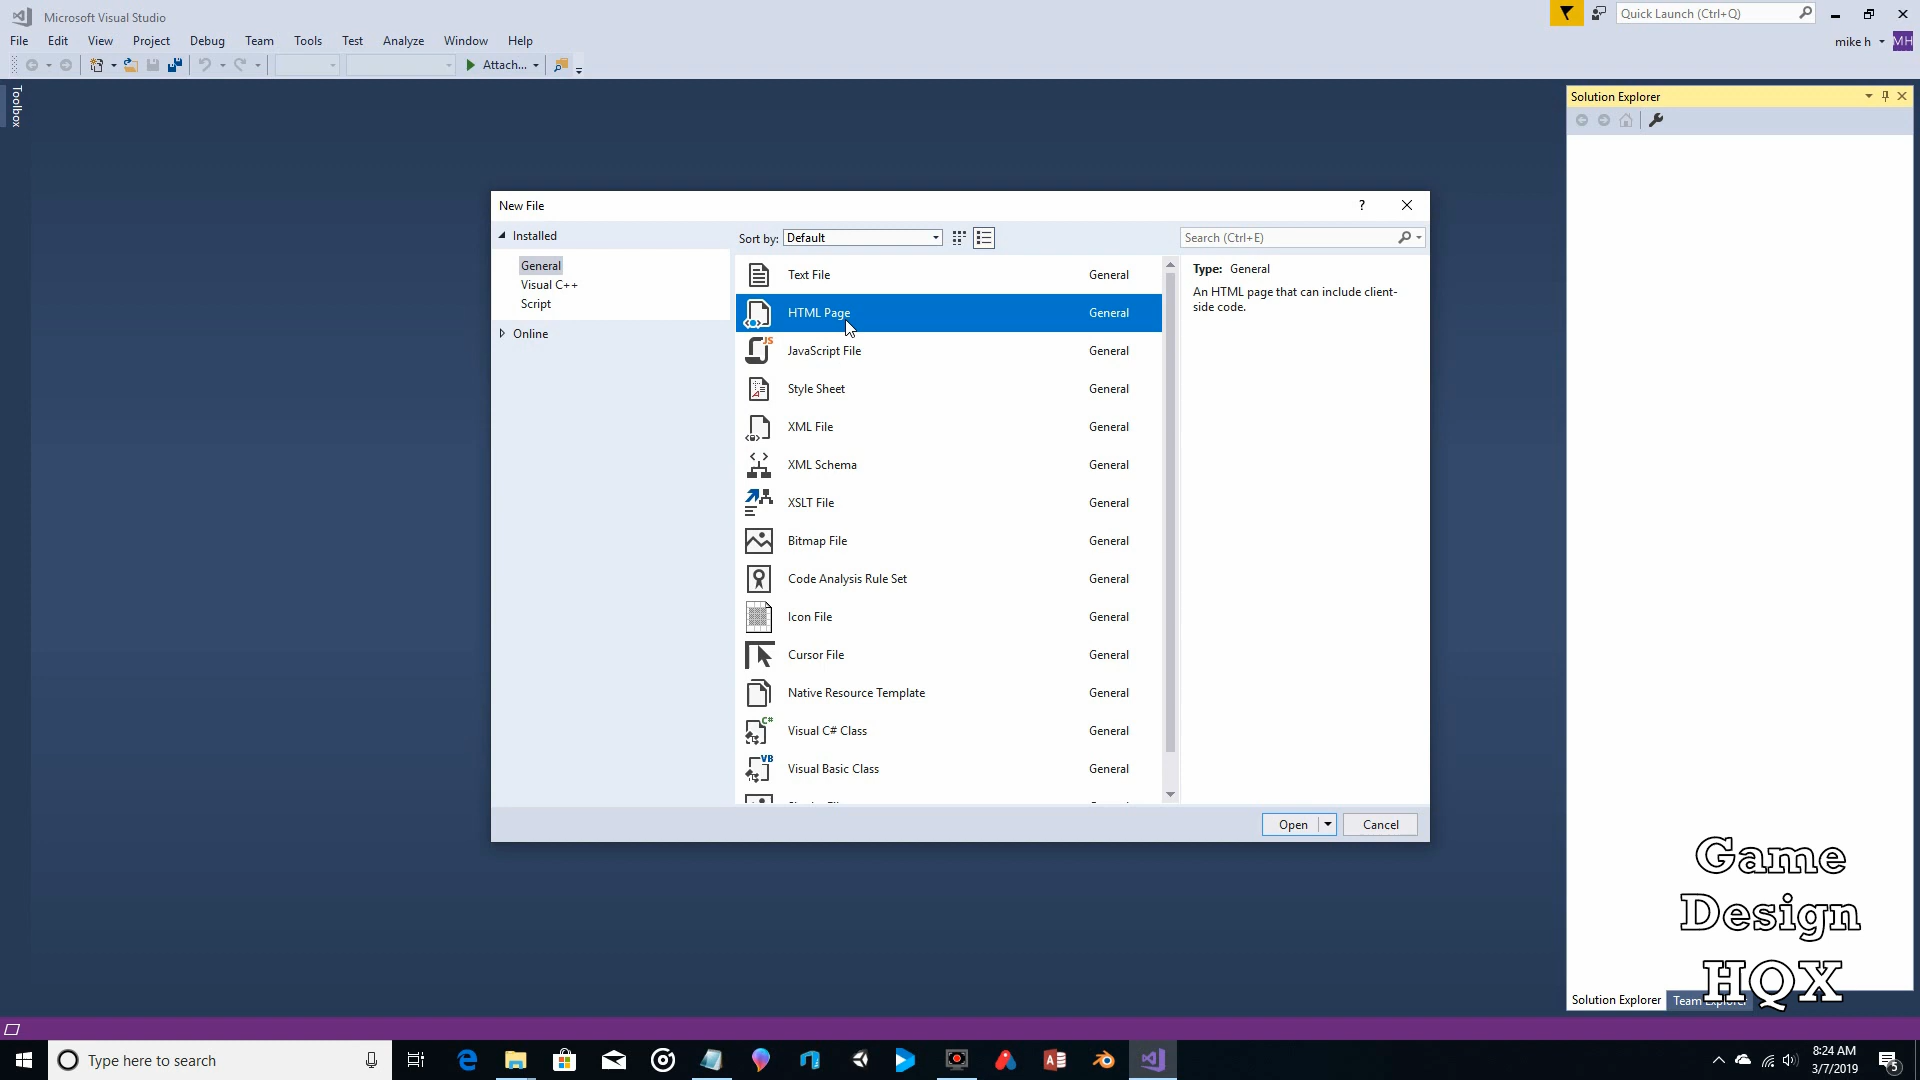 Microsoft Visual Studio
Quick Launch (Ctrl+Q)
File Edit View Project Debug Team Tools Test Analyze Window Help
mike h MH
Attach...
Toolbox
Solution Explorer
New File
?
Installed
Sort by: Default
Search (Ctrl+E)
General
Visual C++
Script
Online
Text File General
HTML Page General
JavaScript File General
Style Sheet General
XML File General
XML Schema General
XSLT File General
Bitmap File General
Code Analysis Rule Set General
Icon File General
Cursor File General
Native Resource Template General
Visual C# Class General
Visual Basic Class General
Type: General
An HTML page that can include client-
side code.
Open
Cancel
Game
Design
HQX
Solution Explorer
Team Explorer
Type here to search
8:24 AM
3/7/2019
5